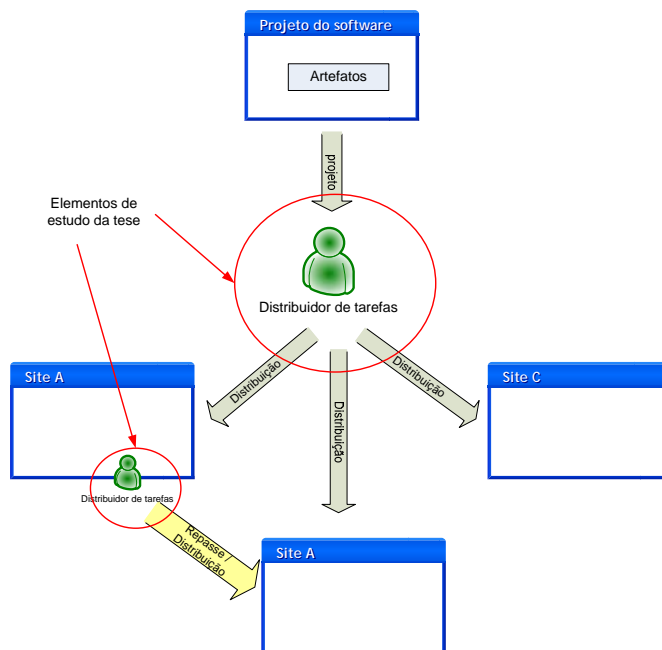 Projeto do software
Artefatos
projeto
Elementos de
estudo da tese
Distribuidor de tarefas
Distribuição
Distribuição
Distribuição
Site A
Site C
Distribuidor de tarefas
Repasse /
Distribuição
Site A